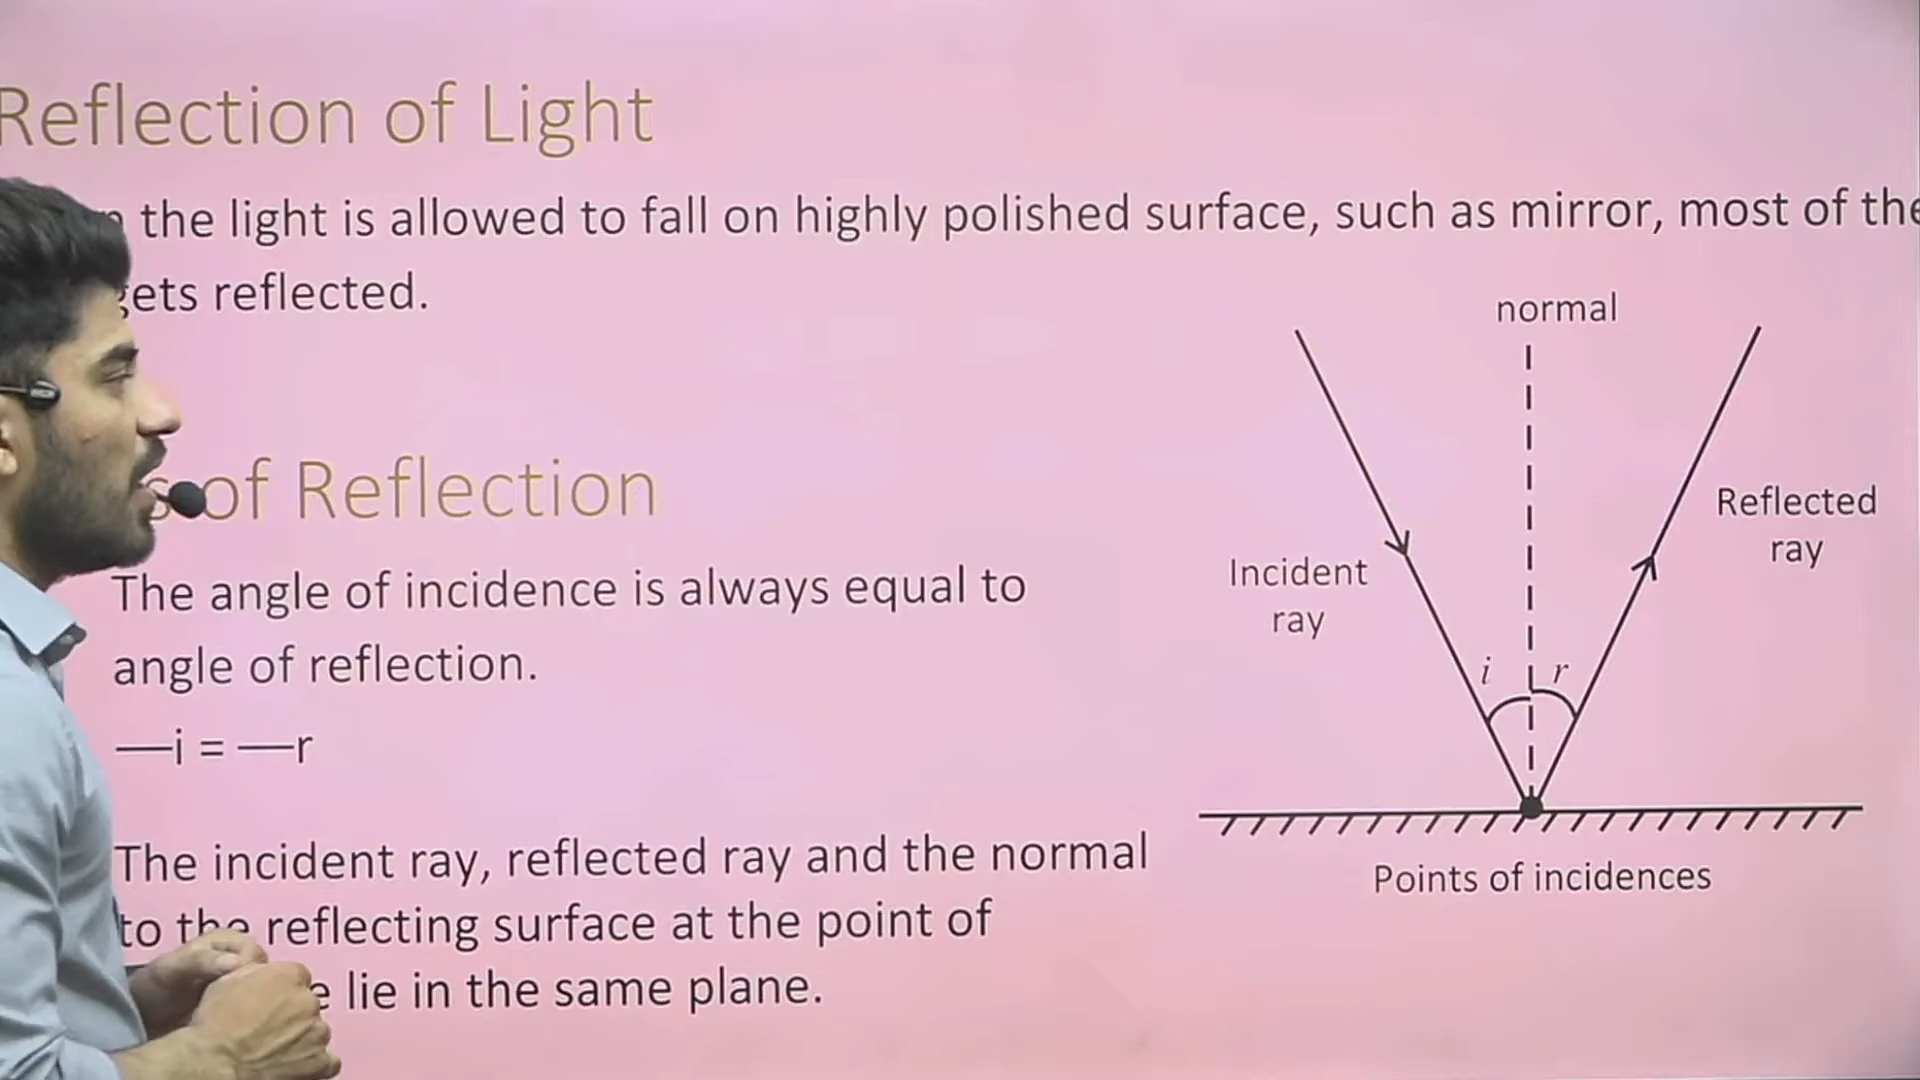 Reflection of Light
the light is allowed to fall on highly polished surface, such as mirror, most of the
gets reflected.
of Reflection
The angle of incidence is always equal to
angle of reflection.
—i = —r
The incident ray, reflected ray and the normal
to the reflecting surface at the point of
lie in the same plane.
normal
Incident
ray
Reflected
ray
i r
Points of incidences